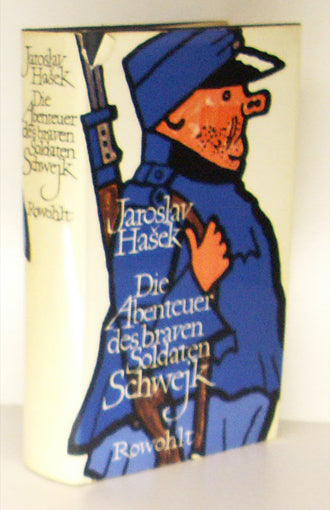 Jaroslav
Hašek
Die
Abenteuer
des braven
Soldaten
Schwejk
Rowohlt
Jaroslav
Hašek
Die
Abenteuer
des braven
Soldaten
Schwejk
Rowohlt